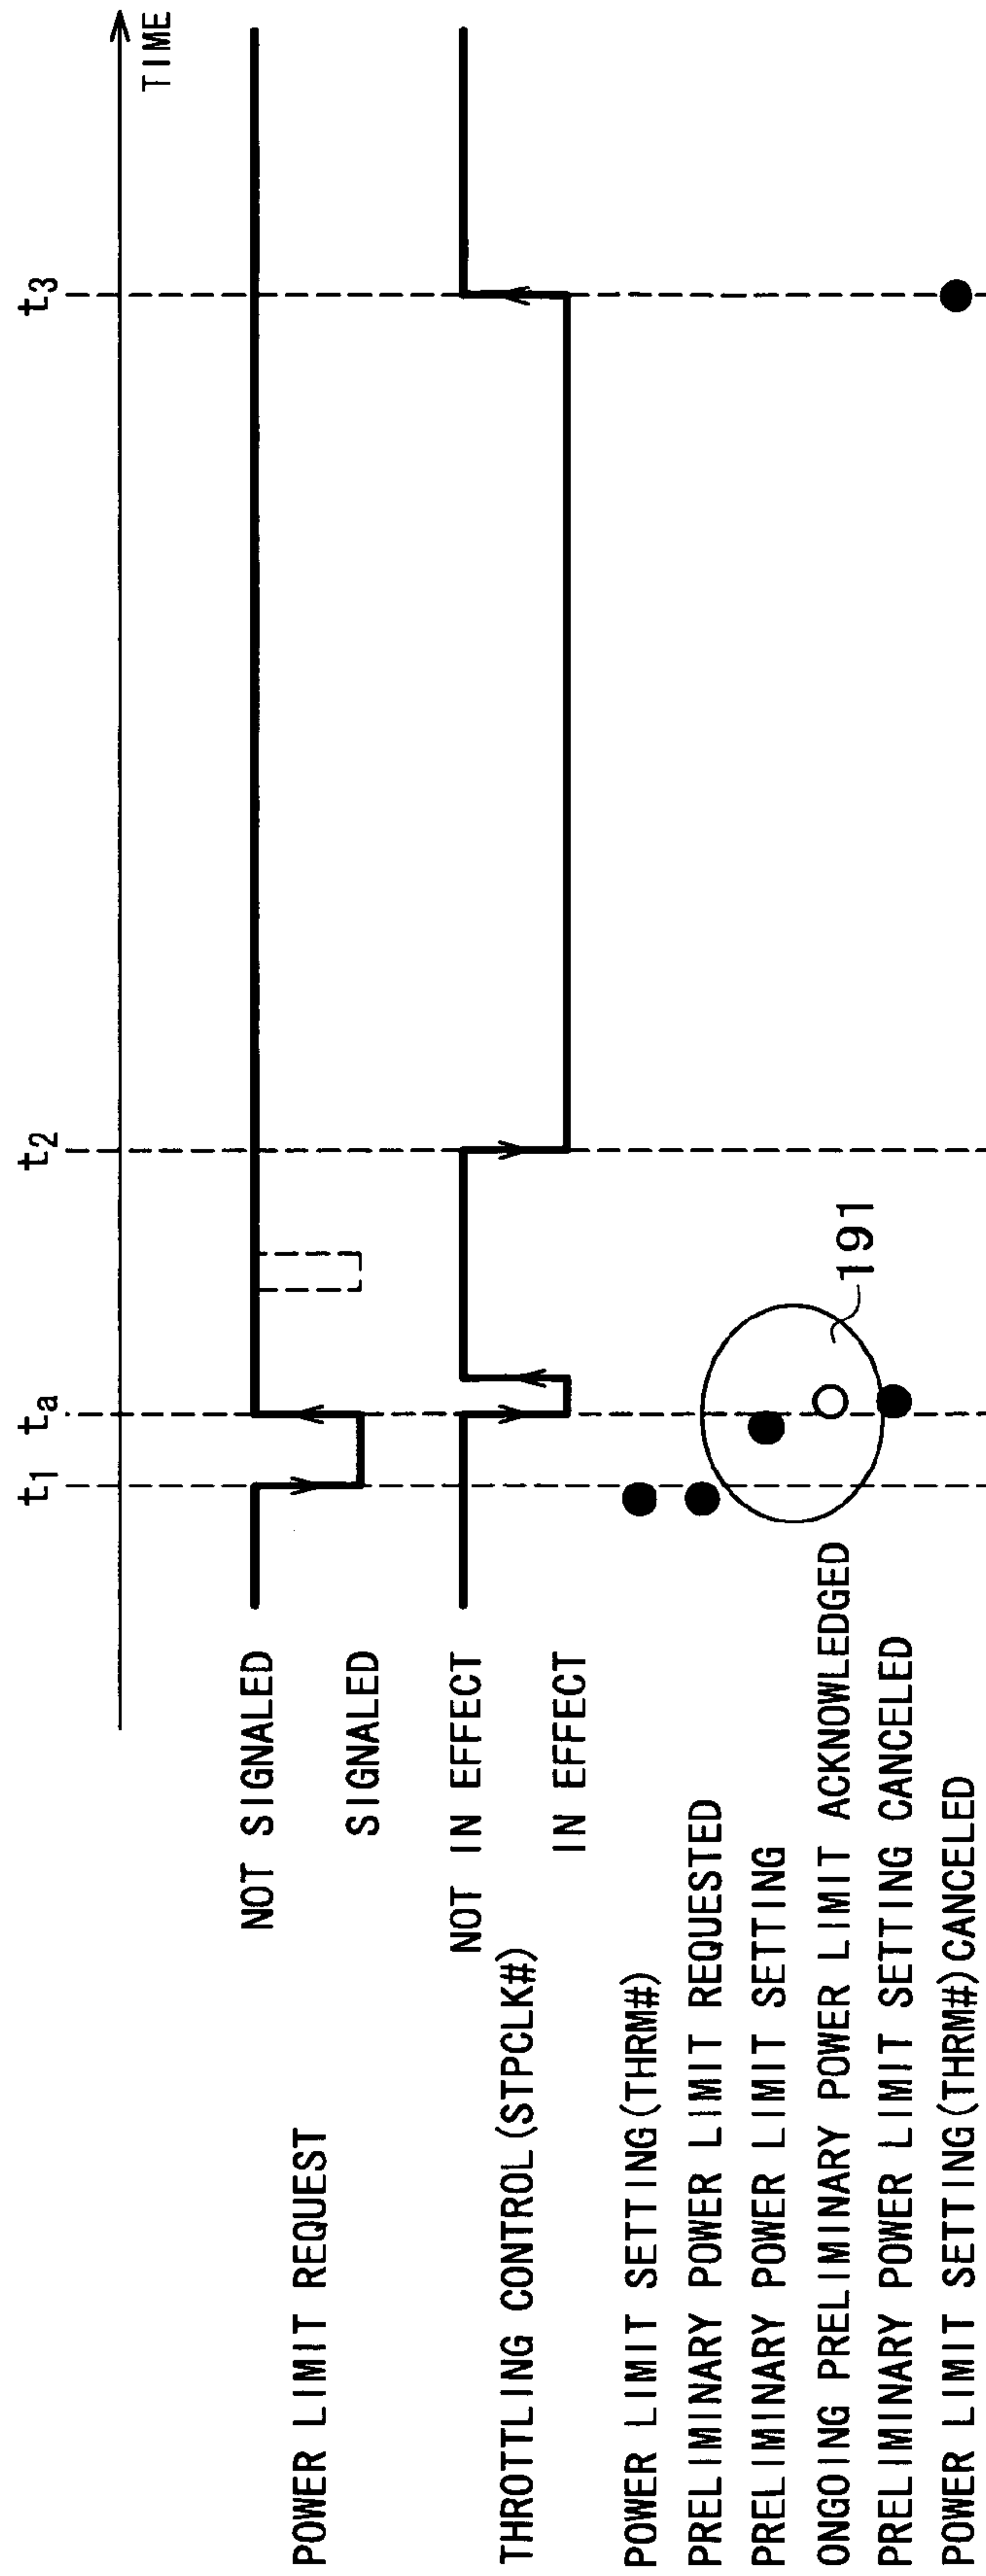 t1
ta
t2
t3
TIME
NOT SIGNALED
POWER LIMIT REQUEST
SIGNALED
NOT IN EFFECT
THROTTLING CONTROL(STPCLK#)
IN EFFECT
POWER LIMIT SETTING(THRM#)
PRELIMINARY POWER LIMIT REQUESTED
PRELIMINARY POWER LIMIT SETTING
ONGOING PRELIMINARY POWER LIMIT ACKNOWLEDGED
191
PRELIMINARY POWER LIMIT SETTING CANCELED
POWER LIMIT SETTING(THRM#)CANCELED